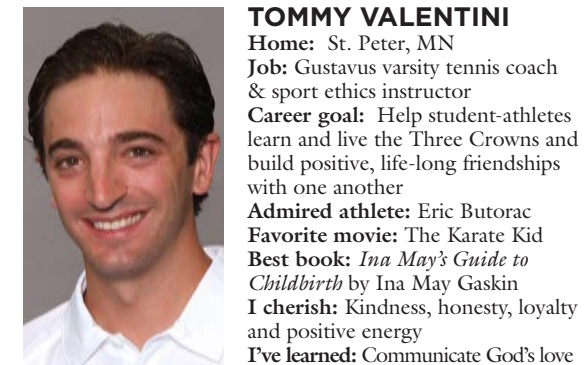 TOMMY VALENTINI
Home: St. Peter, MN
Job: Gustavus varsity tennis coach
& sport ethics instructor
Career goal: Help student-athletes
learn and live the Three Crowns and
build positive, life-long friendships
with one another
Admired athlete: Eric Butorac
Favorite movie: The Karate Kid
Best book: Ina May's Guide to
Childbirth by Ina May Gaskin
I cherish: Kindness, honesty, loyalty
and positive energy
I've learned: Communicate God's love